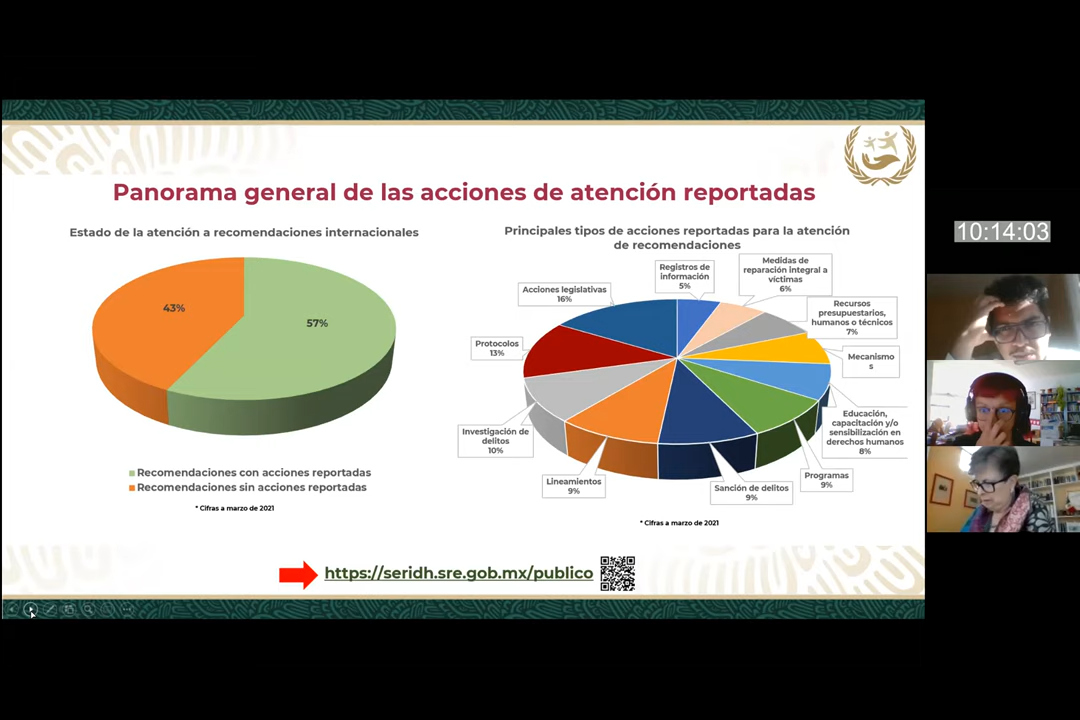 Panorama general de las acciones de atención reportadas
Estado de la atención a recomendaciones internacionales
43%
57%
Recomendaciones con acciones reportadas
Recomendaciones sin acciones reportadas
* Cifras a marzo de 2021
Principales tipos de acciones reportadas para la atención
de recomendaciones
Registros de
información
5%
Medidas de
reparación integral a
víctimas
6%
Recursos
presupuestarios,
humanos o técnicos
7%
Mecanismo
s
Educación,
capacitación y/o
sensibilización en
derechos humanos
8%
Programas
9%
Sanción de delitos
9%
Lineamientos
9%
Investigación de
delitos
10%
Protocolos
13%
Acciones legislativas
16%
* Cifras a marzo de 2021
https://seridh.sre.gob.mx/publico
10:14:03